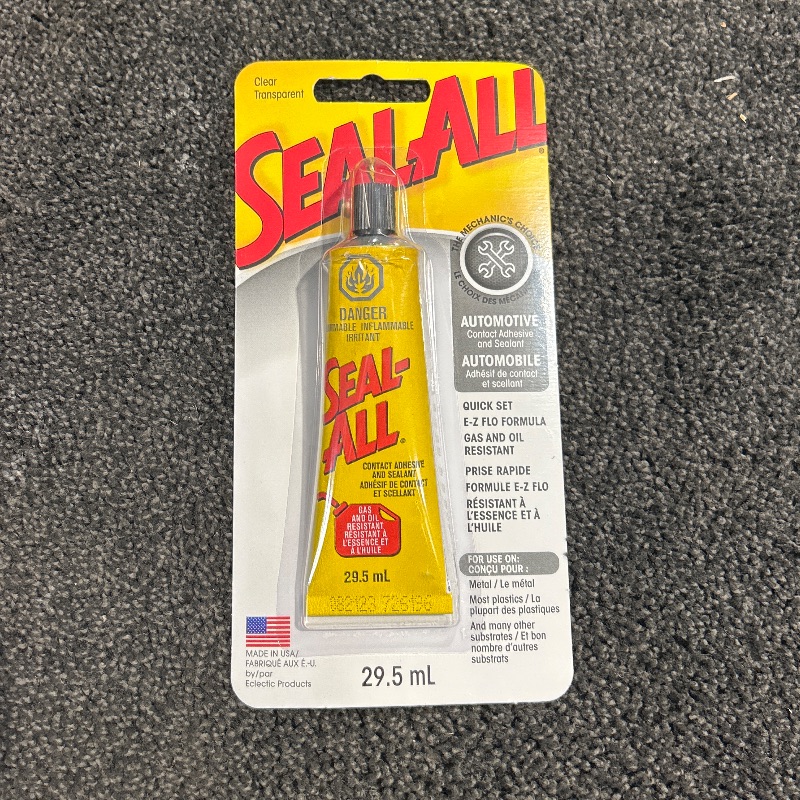 Clear
Transparent
SEAL-ALL®
THE MECHANIC'S CHOICE
LE CHOIX DES
AUTOMOTIVE
Contact Adhesive
and Sealant
AUTOMOBILE
Adhésif de contact
et scellant
QUICK SET
E-Z FLO FORMULA
GAS AND OIL
RESISTANT
PRISE RAPIDE
FORMULE E-Z FLO
RÉSISTANT À
L'ESSENCE ET À
L'HUILE
FOR USE ON:
CONÇU POUR :
Metal / Le métal
Most plastics / La
plupart des plastiques
And many other
substrates / Et bon
nombre d'autres
substrats
DANGER
INFLAMMABLE
IRRITANT
SEAL-
ALL®
CONTACT ADHESIVE
AND SEALANT
ADHÉSIF DE CONTACT
ET SCELLANT
GAS
AND OIL
RESISTANT
RÉSISTANT À
L'ESSENCE ET
À L'HUILE
29.5 mL
MADE IN USA/
FABRIQUÉ AUX É.-U.
by/par
Eclectic Products
29.5 mL